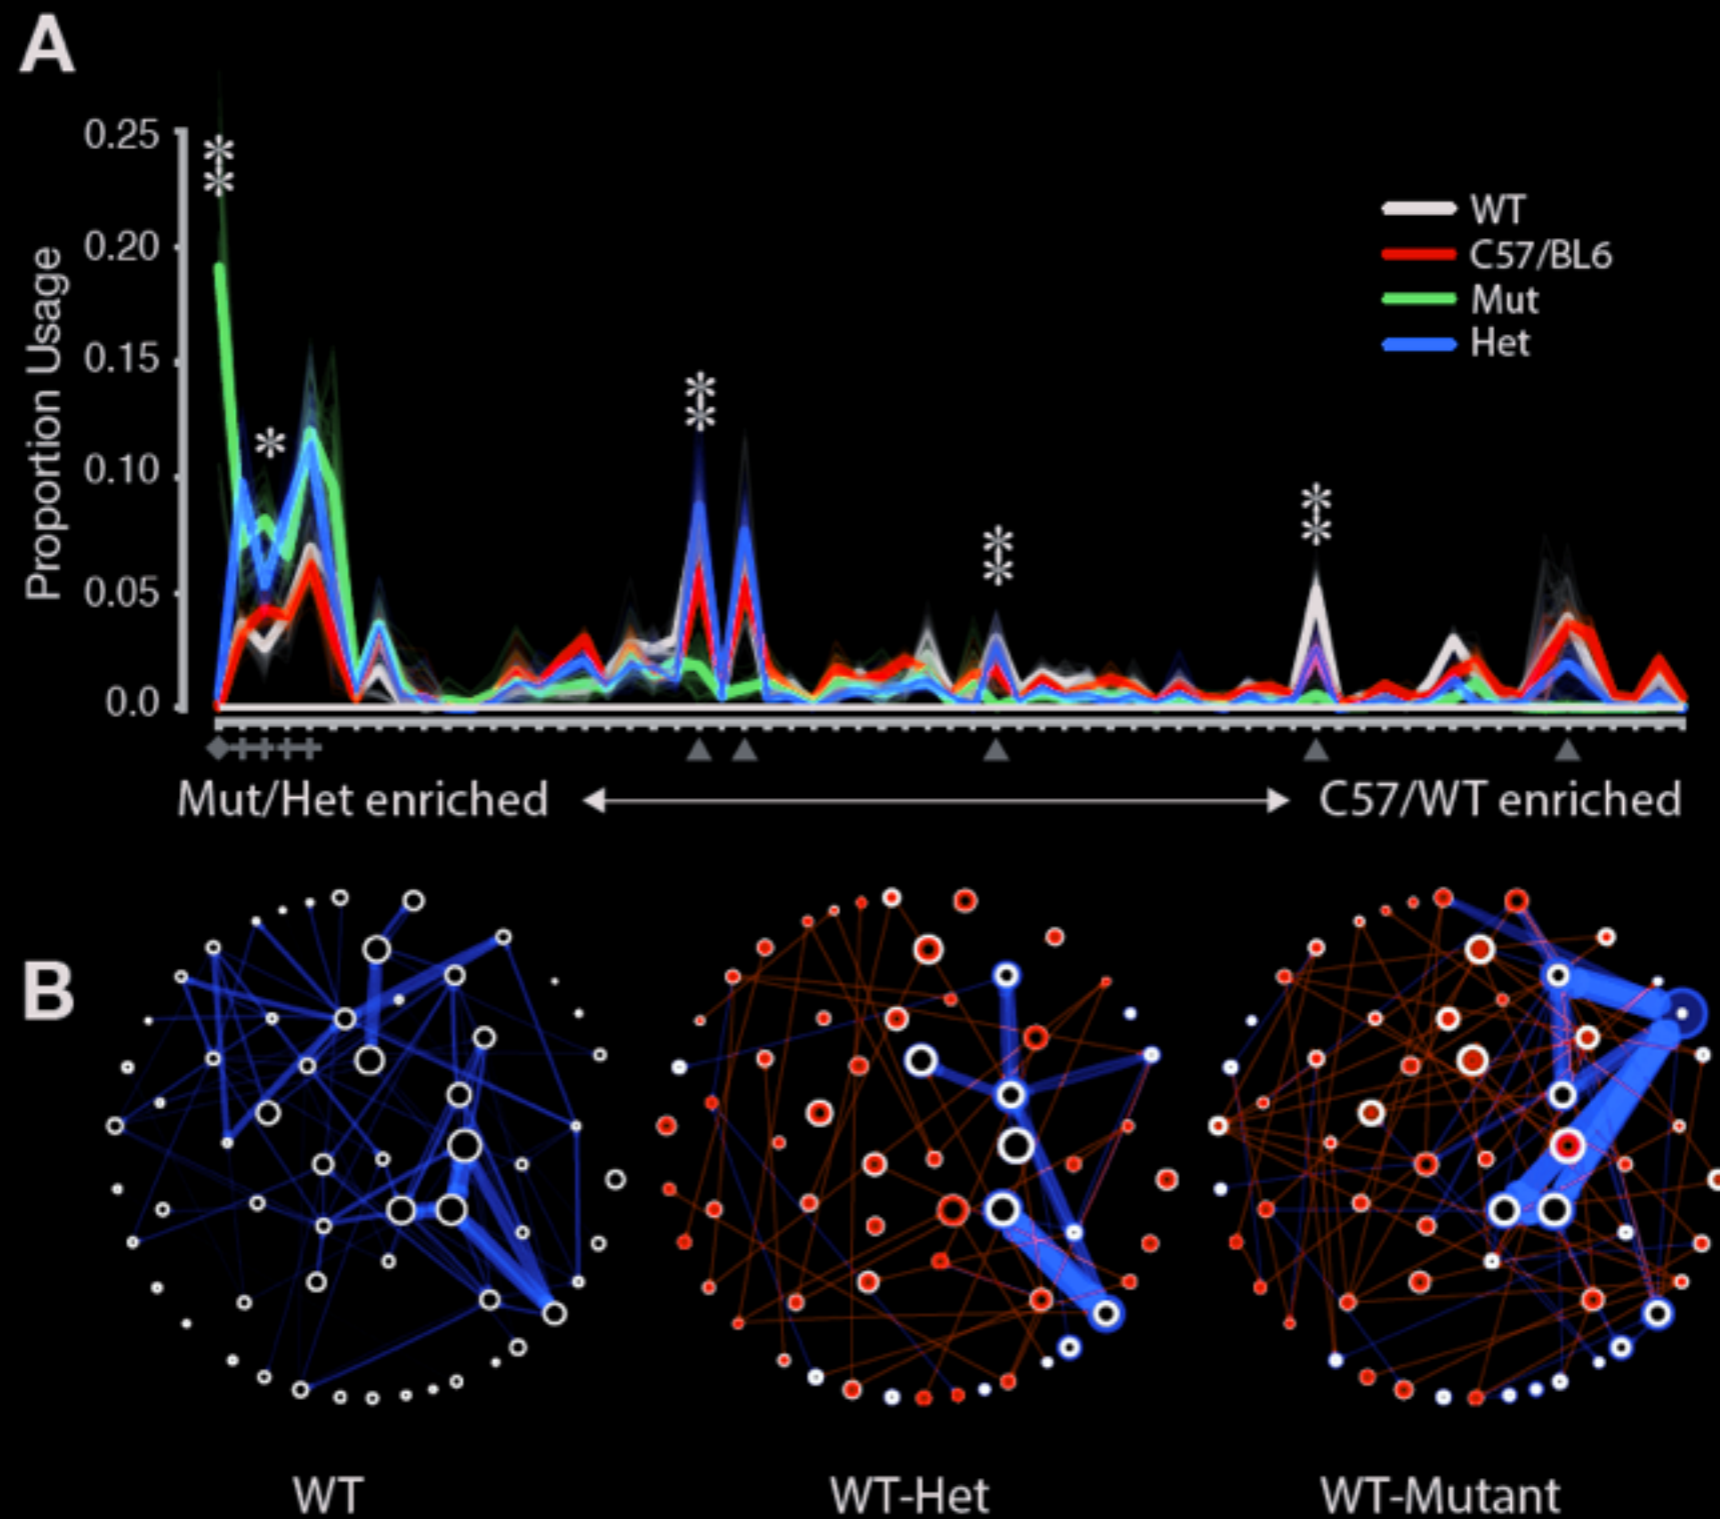 A
0.25
0.20
0.15
0.10
0.05
0.0
Proportion Usage
**
*
**
**
**
WT
C57/BL6
Mut
Het
Mut/Het enriched
C57/WT enriched
B
WT
WT-Het
WT-Mutant